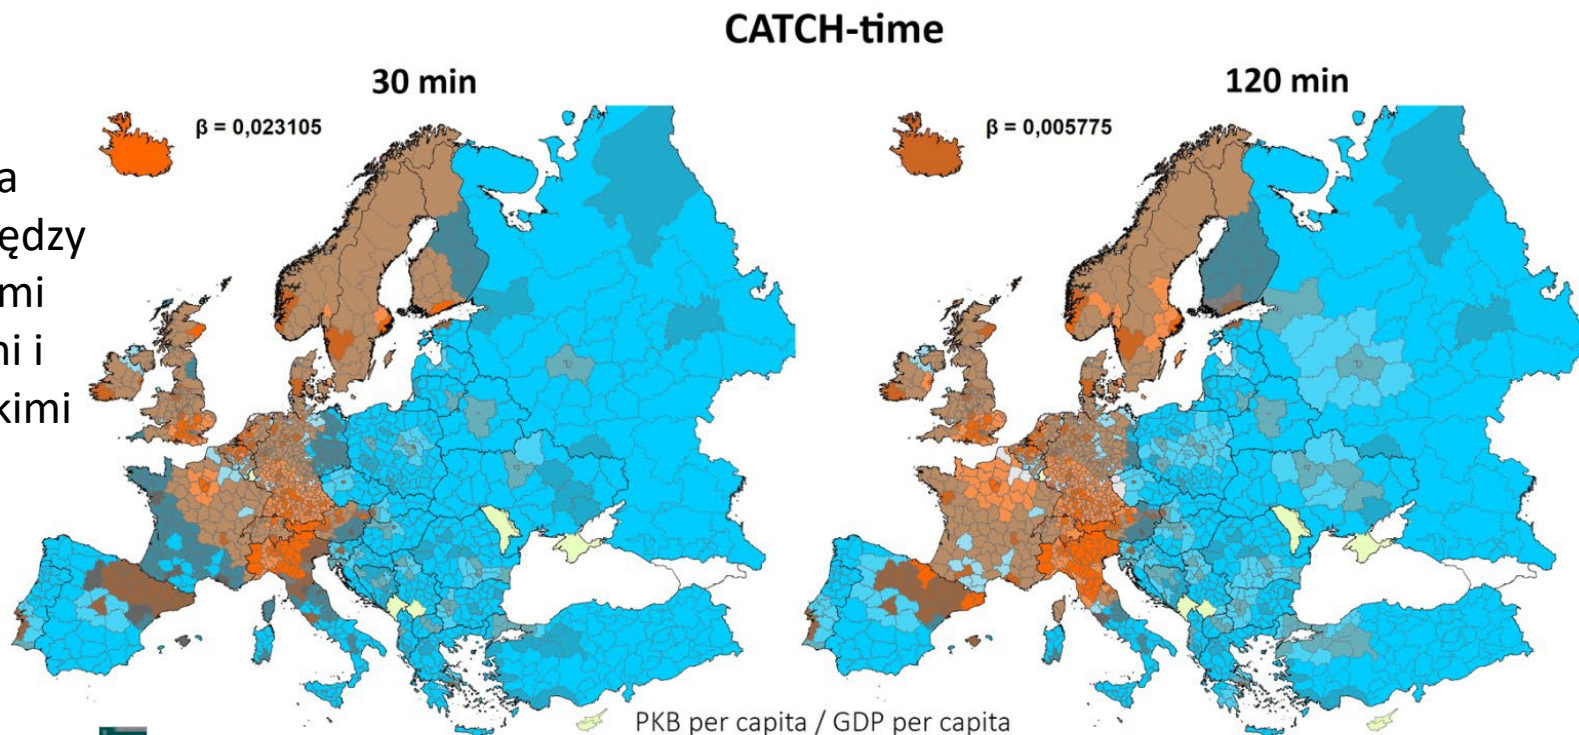 CATCH-time
30 min
120 min
β = 0,023105
β = 0,005775
a
ędzy
mi
ni i
kimi
PKB per capita / GDP per capita